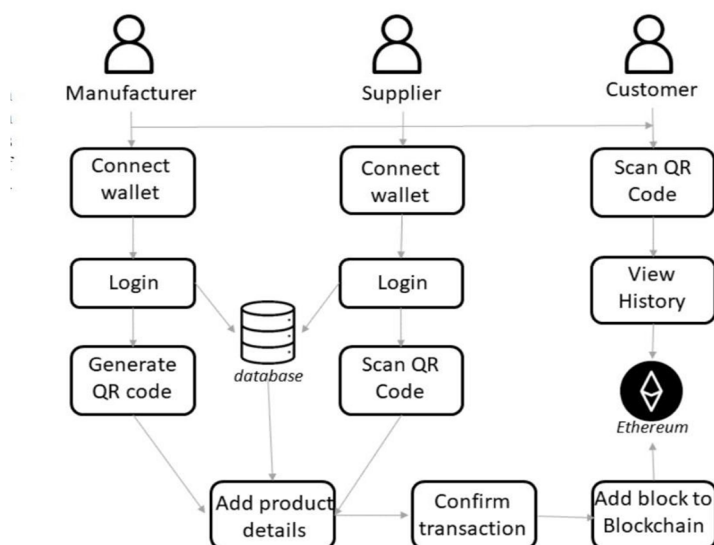 Manufacturer
Supplier
Customer
Connect
wallet
Connect
wallet
Scan QR
Code
Login
Login
View
History
database
Generate
QR code
Scan QR
Code
Ethereum
Add product
details
Confirm
transaction
Add block to
Blockchain